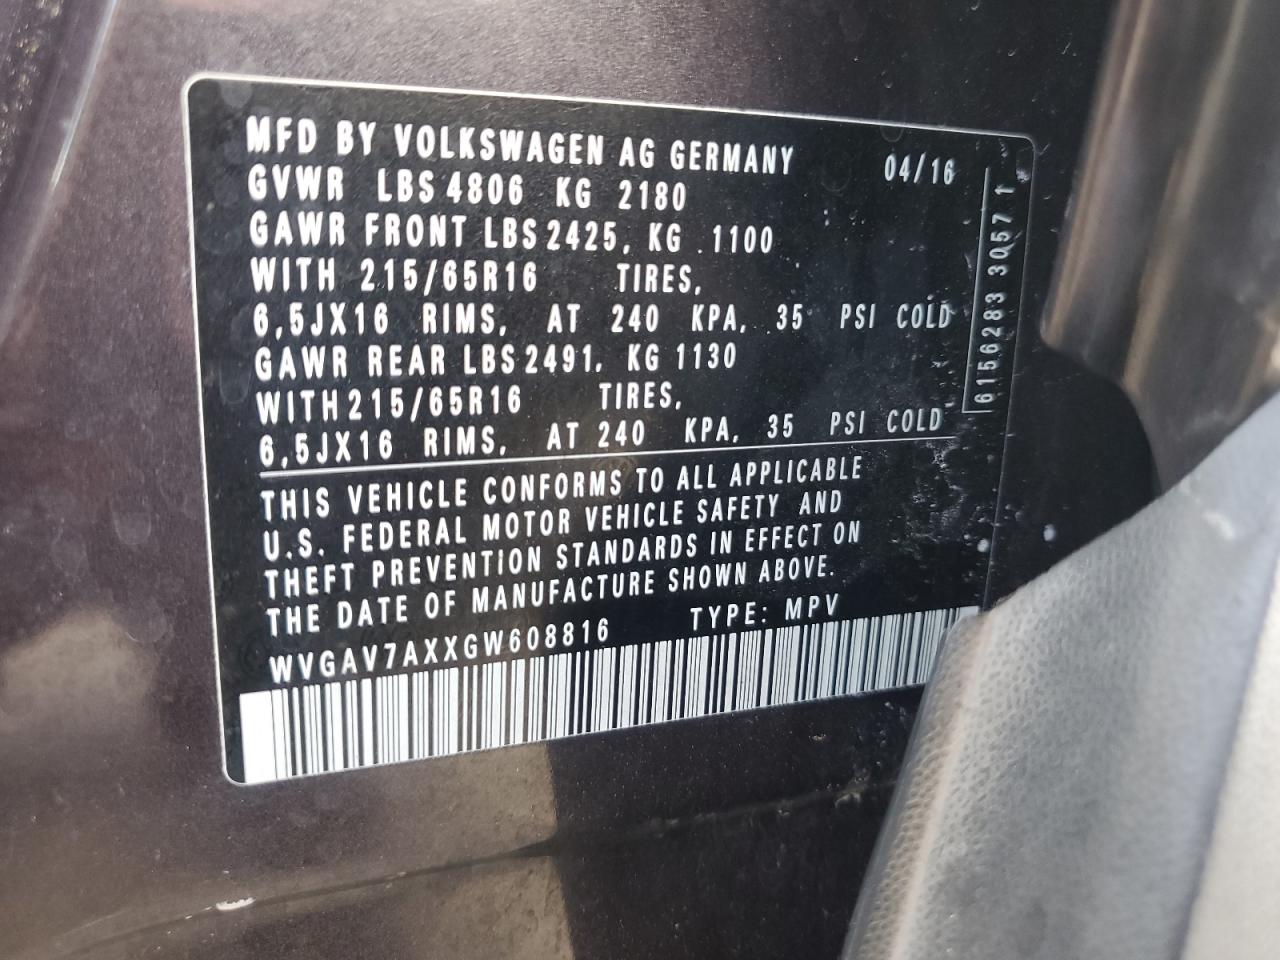 MFD BY VOLKSWAGEN AG GERMANY 04/16
GVWR LBS 4806 KG 2180
GAWR FRONT LBS 2425, KG 1100
WITH 215/65R16 TIRES,
6,5JX16 RIMS, AT 240 KPA, 35 PSI COLD
GAWR REAR LBS 2491, KG 1130
WITH 215/65R16 TIRES,
6,5JX16 RIMS, AT 240 KPA, 35 PSI COLD
THIS VEHICLE CONFORMS TO ALL APPLICABLE
U.S. FEDERAL MOTOR VEHICLE SAFETY AND
THEFT PREVENTION STANDARDS IN EFFECT ON
THE DATE OF MANUFACTURE SHOWN ABOVE.
WVGAV7AXXGW608816 TYPE: MPV
6156283 3057 1